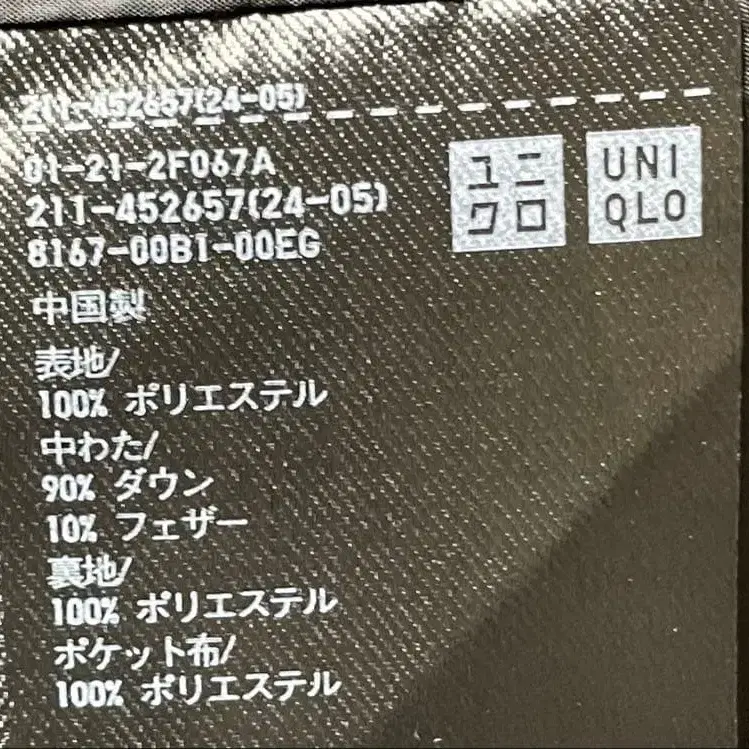 211-452657(24-05)
01-21-2F067A
211-452657(24-05)
8167-00B1-00EG
ユニ
クロ
UNI
QLO
中国製
表地/
100% ポリエステル
中わた/
90% ダウン
10% フェザー
裏地/
100% ポリエステル
ポケット布/
100% ポリエステル